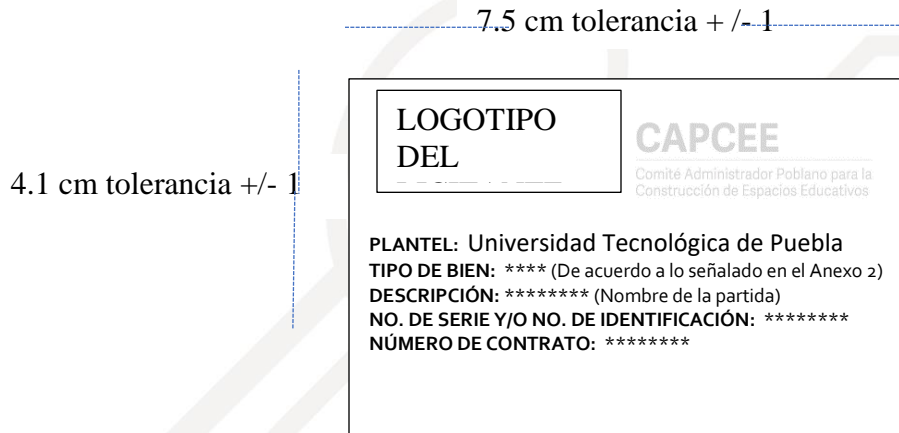 7.5 cm tolerancia + /- 1
LOGOTIPO
DEL
CAPCEE
Comité Administrador Poblano para la
Construcción de Espacios Educativos
4.1 cm tolerancia +/- 1
PLANTEL: Universidad Tecnológica de Puebla
TIPO DE BIEN: **** (De acuerdo a lo señalado en el Anexo 2)
DESCRIPCIÓN: ******** (Nombre de la partida)
NO. DE SERIE Y/O NO. DE IDENTIFICACIÓN: ********
NÚMERO DE CONTRATO: ********